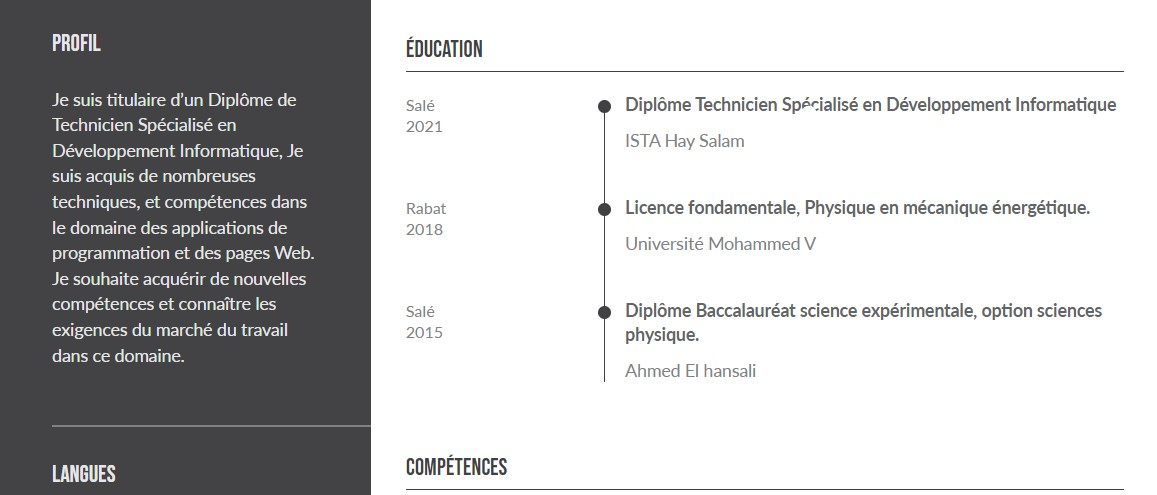 PROFIL
Je suis titulaire d'un Diplôme de
Technicien Spécialisé en
Développement Informatique, Je
suis acquis de nombreuses
techniques, et compétences dans
le domaine des applications de
programmation et des pages Web.
Je souhaite acquérir de nouvelles
compétences et connaître les
exigences du marché du travail
dans ce domaine.
LANGUES
ÉDUCATION
Salé
2021
Diplôme Technicien Spécialisé en Développement Informatique
ISTA Hay Salam
Rabat
2018
Licence fondamentale, Physique en mécanique énergétique.
Université Mohammed V
Salé
2015
Diplôme Baccalauréat science expérimentale, option sciences
physique.
Ahmed El hansali
COMPÉTENCES